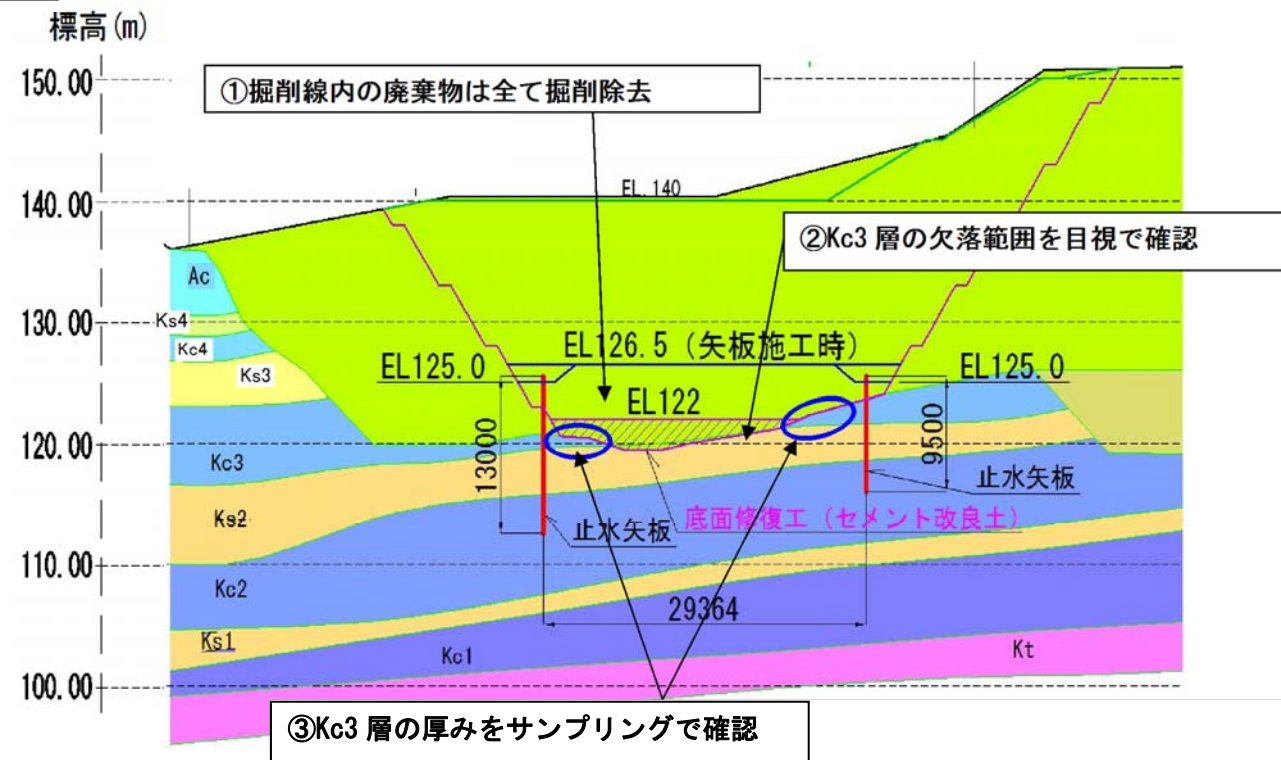 標高(m)
150.00
①掘削線内の廃棄物は全て掘削除去
140.00
EL.140
②Kc3 層の欠落範囲を目視で確認
Ac
130.00
Ks4
Kc4
EL126.5 (矢板施工時)
Ks3
EL125.0
EL125.0
EL122
120.00
13000
9500
Kc3
止水矢板
Ks2
底面修復工 (セメント改良土)
止水矢板
110.00
Kc2
29364
Ks1
Kc1
Kt
100.00
③Kc3 層の厚みをサンプリングで確認